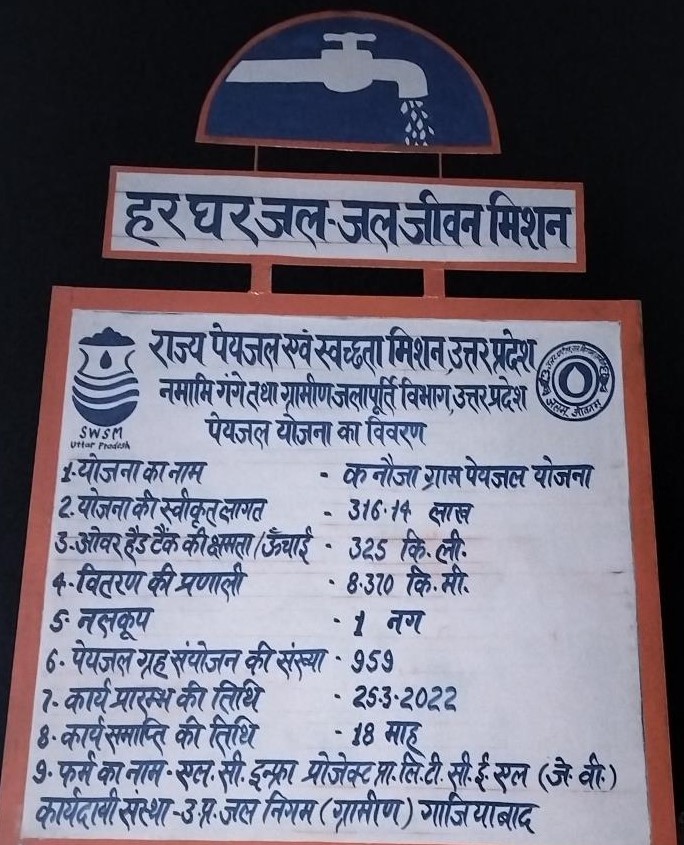 हर घर जल-जल जीवन मिशन
राज्य पेयजल एवं स्वच्छता मिशन, उत्तर प्रदेश
नमामि गंगे तथा ग्रामीण जलापूर्ति विभाग, उत्तर प्रदेश
पेयजल योजना का विवरण
SWSM
Uttar Pradesh
1. योजना का नाम - कनौजा ग्राम पेयजल योजना
2. योजना की स्वीकृत लागत - 316.14 लाख
3. ओवर हैड टैंक की क्षमता/ऊँचाई - 325 कि.ली.
4. वितरण की प्रणाली - 8.370 कि.मी.
5. नलकूप - 1 नग
6. पेयजल ग्रह संयोजन की संख्या - 959
7. कार्य प्रारम्भ की तिथि - 25.3.2022
8. कार्य समाप्ति की तिथि - 18 माह
9. फर्म का नाम - एल. सी. इन्फ्रा प्रोजेक्ट प्रा. लि. टी. सी. ई. एल (जे. वी.)
कार्यदायी संस्था - उ.प्र. जल निगम (ग्रामीण) गाजियाबाद